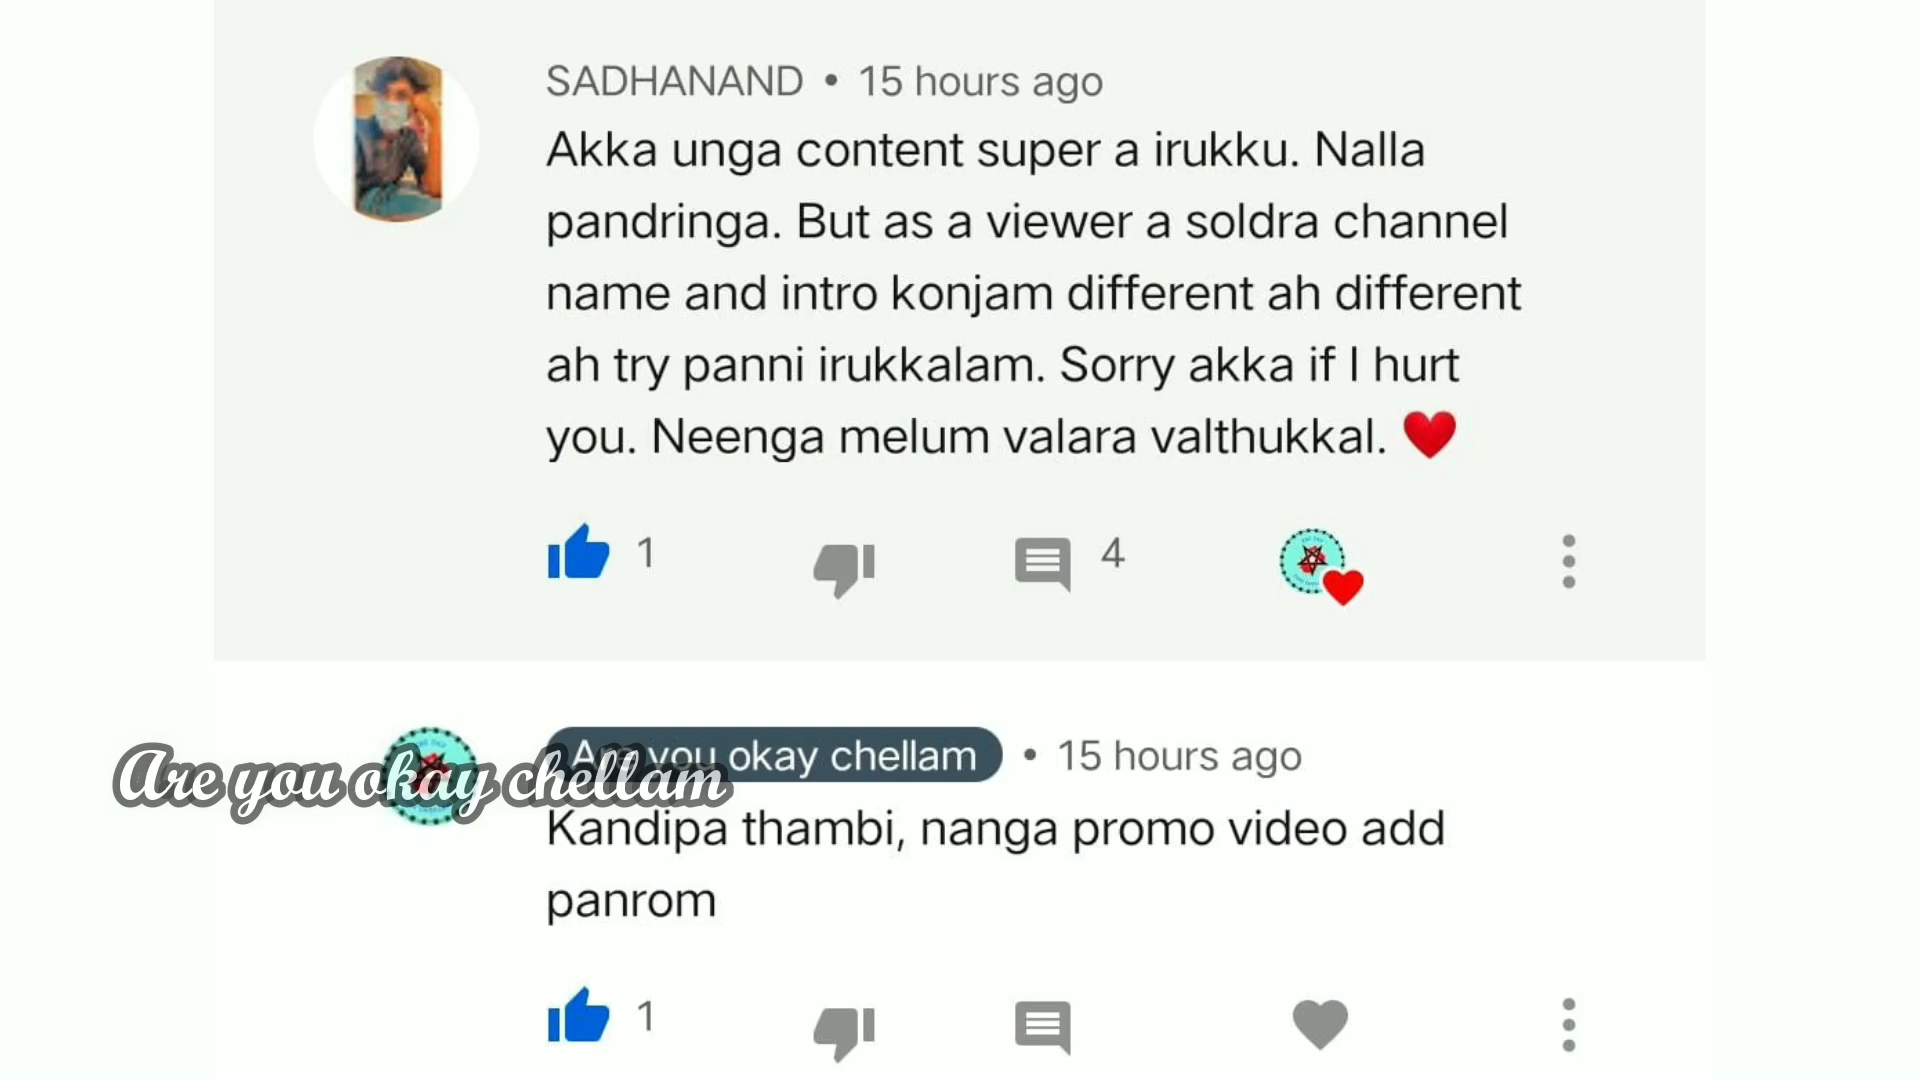 SADHANAND • 15 hours ago
Akka unga content super a irukku. Nalla
pandringa. But as a viewer a soldra channel
name and intro konjam different ah different
ah try panni irukkalam. Sorry akka if I hurt
you. Neenga melum valara valthukkal. ❤️
1
4
Are you okay chellam • 15 hours ago
Are you okay chellam
Kandipa thambi, nanga promo video add
panrom
1